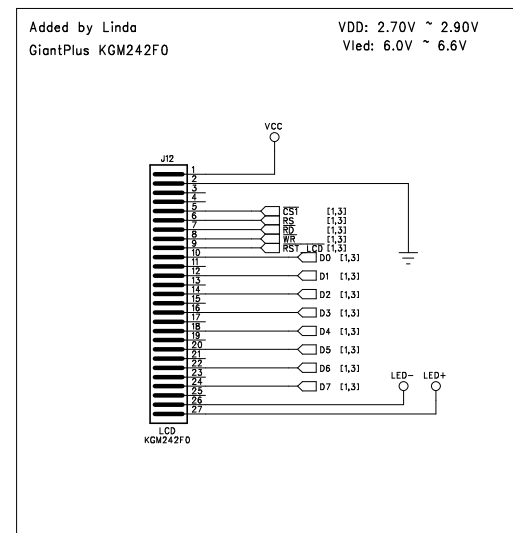 Added by Linda
GiantPlus KGM242F0
VDD: 2.70V ~ 2.90V
Vled: 6.0V ~ 6.6V
VCC
J12
1
2
3
4
5 CS1 [1,3]
6 RS [1,3]
7 RD [1,3]
8 WR [1,3]
9 RST_LCD [1,3]
10 D0 [1,3]
11
12 D1 [1,3]
13
14 D2 [1,3]
15
16 D3 [1,3]
17
18 D4 [1,3]
19
20 D5 [1,3]
21
22 D6 [1,3]
23
24 D7 [1,3]
25
26
27
LED- LED+
LCD
KGM242F0